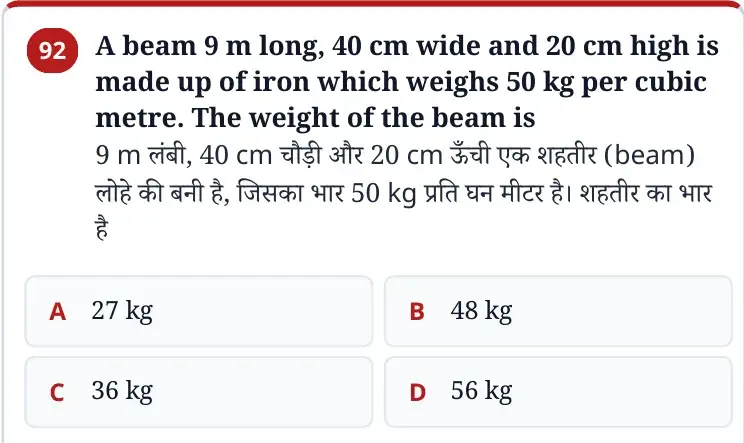 92 A beam 9 m long, 40 cm wide and 20 cm high is
made up of iron which weighs 50 kg per cubic
metre. The weight of the beam is
9 m लंबी, 40 cm चौड़ी और 20 cm ऊँची एक शहतीर (beam)
लोहे की बनी है, जिसका भार 50 kg प्रति घन मीटर है। शहतीर का भार
है
A 27 kg
B 48 kg
C 36 kg
D 56 kg